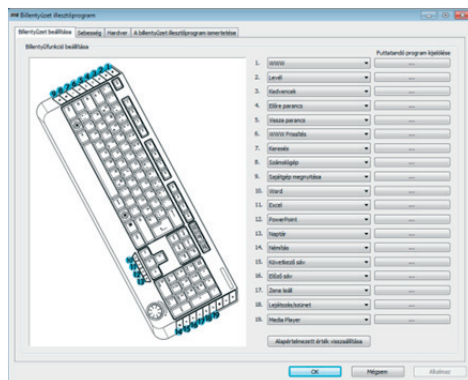 Billentyűzet illesztőprogram
Billentyűzet beállítása Sebesség Hardver A billentyűzet illesztőprogram ismertetése
Billentyűfunkció beállítása
Futtatandó program kijelölése
1. WWW ...
2. Levél ...
3. Kedvencek ...
4. Előre parancs ...
5. Vissza parancs ...
6. WWW Frissítés ...
7. Keresés ...
8. Számológép ...
9. Sajátgép megnyitása ...
10. Word ...
11. Excel ...
12. PowerPoint ...
13. Naptár ...
14. Némítás ...
15. Következő sáv ...
16. Előző sáv ...
17. Zene leáll ...
18. Lejátszás/szünet ...
19. Media Player ...
Alapértelmezett érték visszaállítása
OK Mégsem Alkalmaz